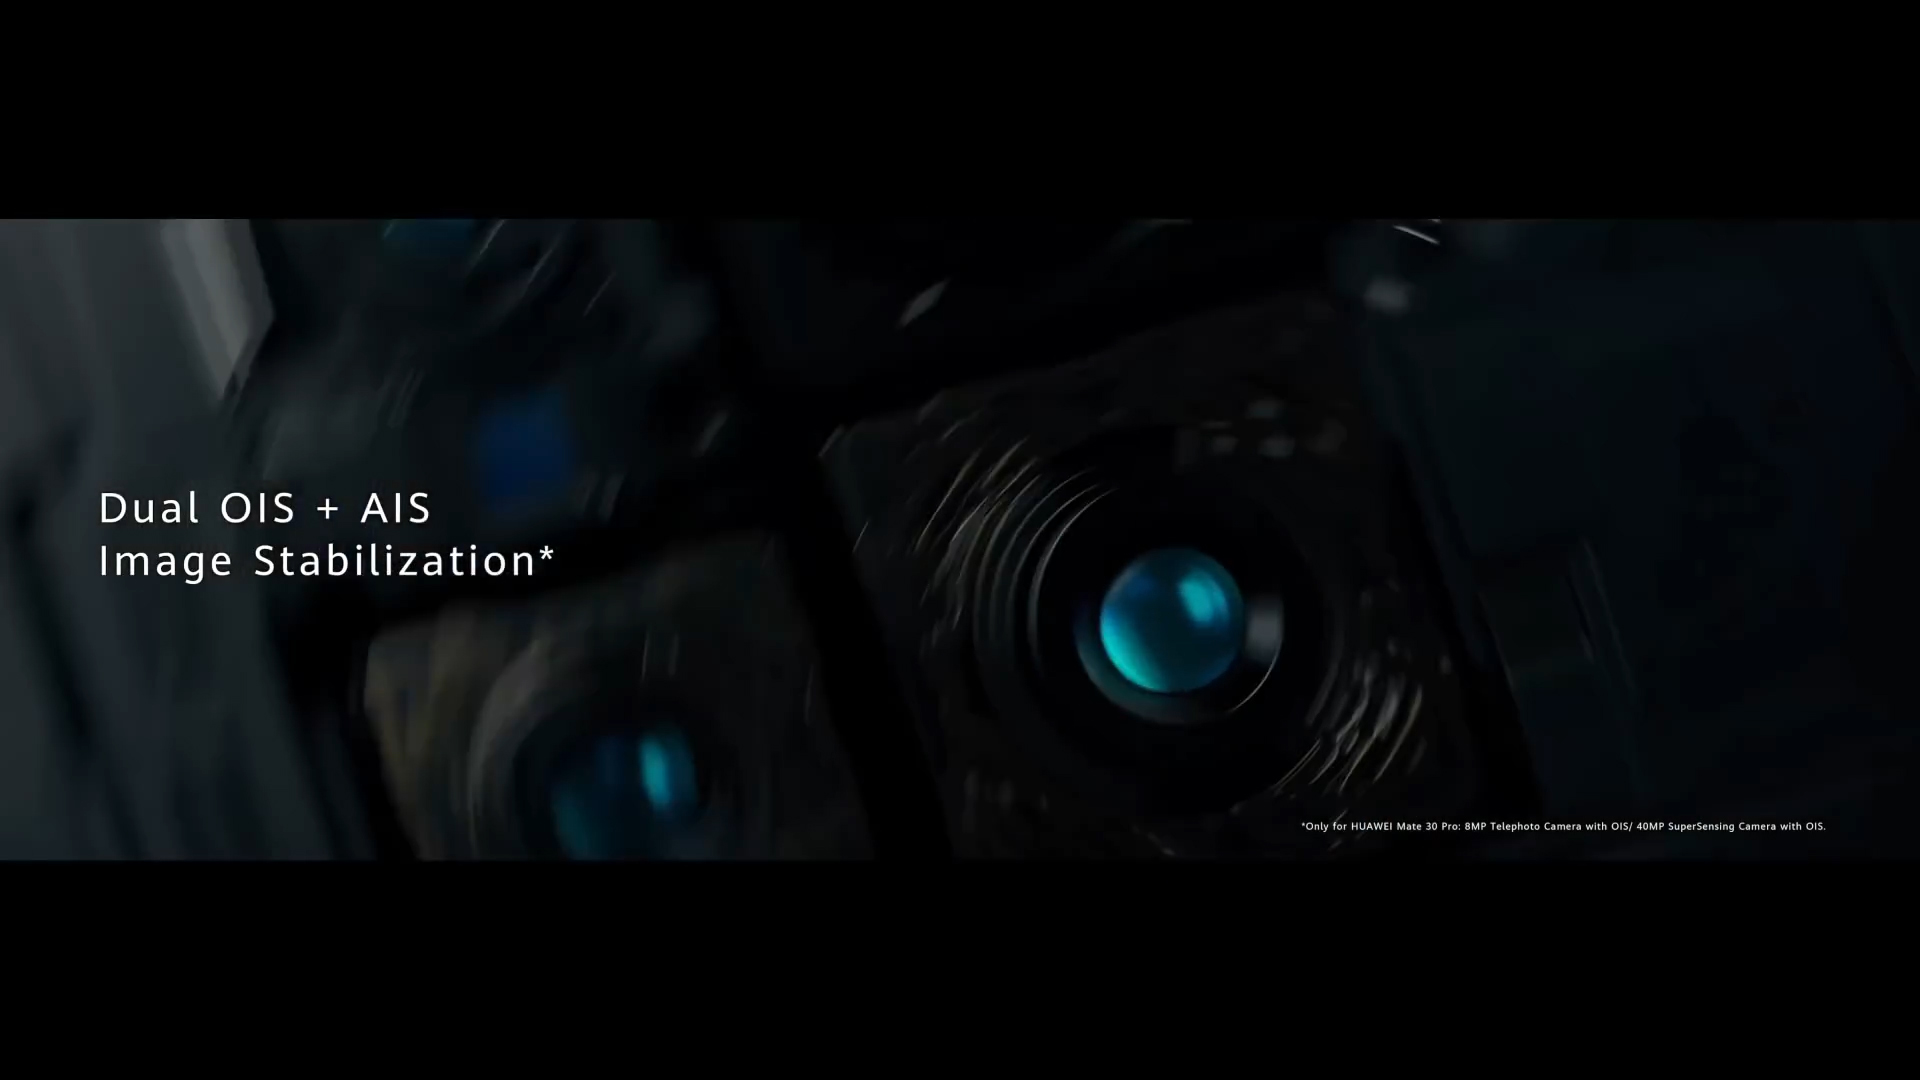 Dual OIS + AIS
Image Stabilization*
*Only for HUAWEI Mate 30 Pro: 8MP Telephoto Camera with OIS/ 40MP SuperSensing Camera with OIS.